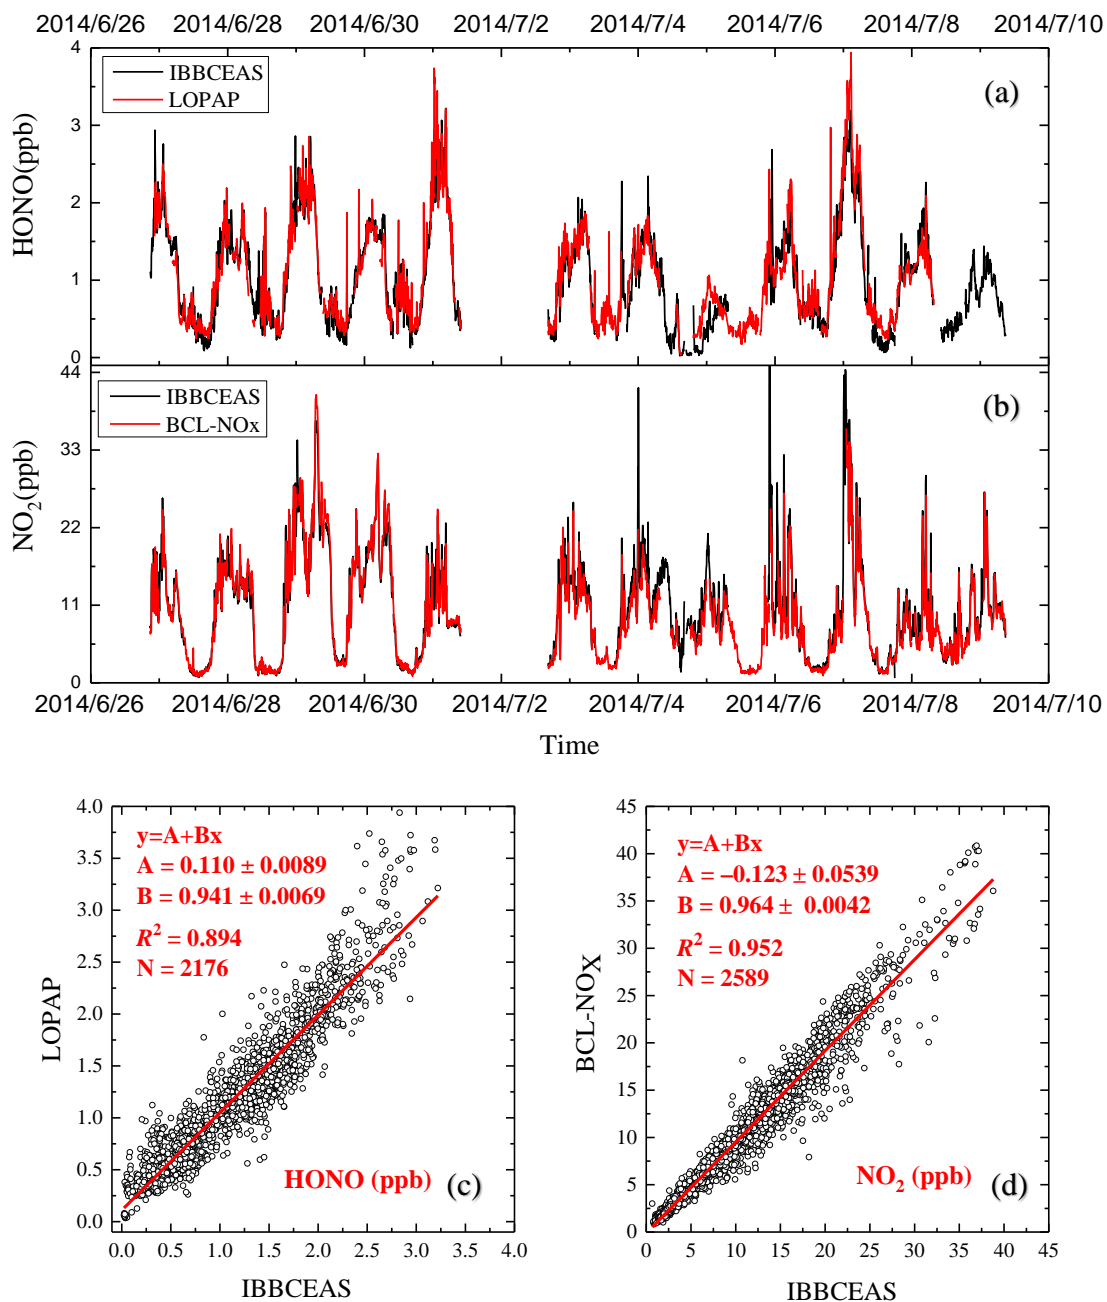 2014/6/26 2014/6/28 2014/6/30 2014/7/2 2014/7/4 2014/7/6 2014/7/8 2014/7/10
4
IBBCEAS
LOPAP
(a)
3
2
1
0
HONO(ppb)
44
IBBCEAS
BCL-NOx
(b)
33
22
11
0
NO₂(ppb)
2014/6/26 2014/6/28 2014/6/30 2014/7/2 2014/7/4 2014/7/6 2014/7/8 2014/7/10
Time
4.0
3.5
3.0
2.5
2.0
1.5
1.0
0.5
0.0
LOPAP
y=A+Bx
A = 0.110 ± 0.0089
B = 0.941 ± 0.0069
R² = 0.894
N = 2176
HONO (ppb)
(c)
0.0 0.5 1.0 1.5 2.0 2.5 3.0 3.5 4.0
IBBCEAS
45
40
35
30
25
20
15
10
5
0
BCL-NOX
y=A+Bx
A = −0.123 ± 0.0539
B = 0.964 ± 0.0042
R² = 0.952
N = 2589
NO₂ (ppb)
(d)
0 5 10 15 20 25 30 35 40 45
IBBCEAS